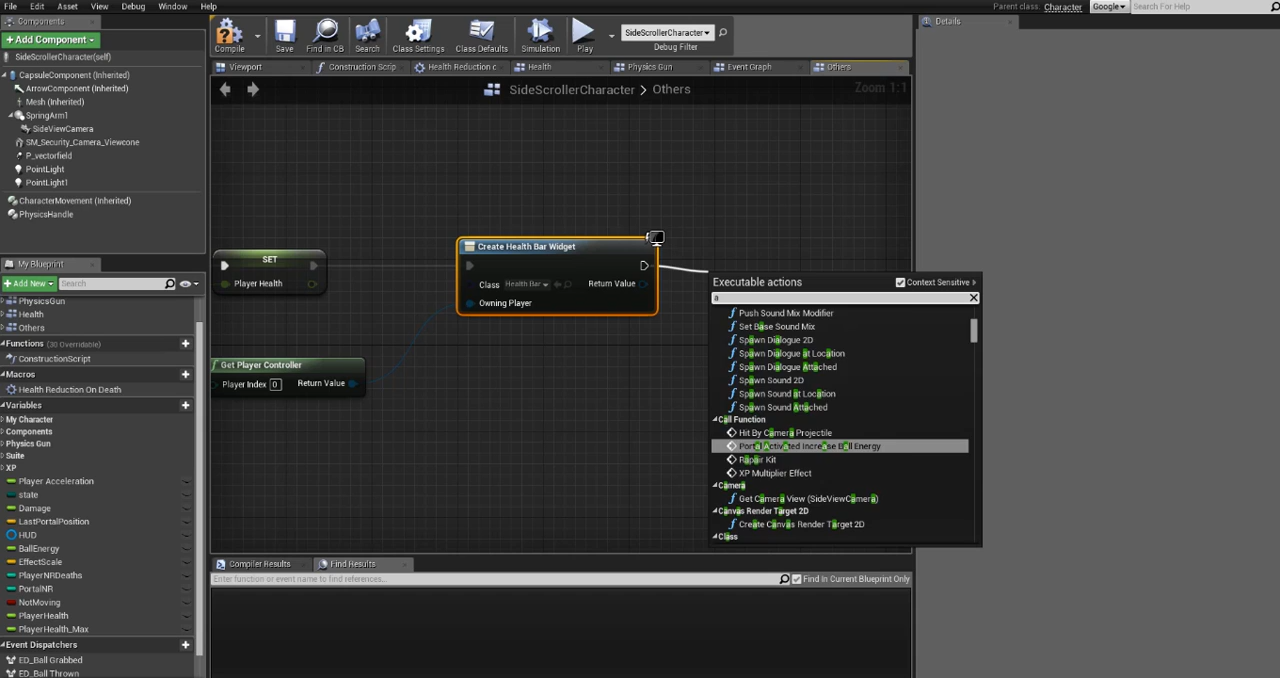 File Edit Asset View Debug Window Help
Parent class: Character
Google
Search For Help
Components
+ Add Component
SideScrollerCharacter(self)
CapsuleComponent (Inherited)
ArrowComponent (Inherited)
Mesh (Inherited)
SpringArm1
SideViewCamera
SM_Security_Camera_Viewcone
P_vectorfield
PointLight
PointLight1
CharacterMovement (Inherited)
PhysicsHandle
My Blueprint
+ Add New
Search
PhysicsGun
Health
Others
Functions (30 Overridable)
ConstructionScript
Macros
Health Reduction On Death
Variables
My Character
Components
Physics Gun
Suite
XP
Player Acceleration
state
Damage
LastPortalPosition
HUD
BallEnergy
EffectScale
PlayerNRDeaths
PortalNR
NotMoving
PlayerHealth
PlayerHealth_Max
Event Dispatchers
ED_Ball Grabbed
ED_Ball Thrown
Compile
Save
Find in CB
Search
Class Settings
Class Defaults
Simulation
Play
SideScrollerCharacter
Debug Filter
Viewport
Construction Scrip
Health Reduction c
Health
Physics Gun
Event Graph
Others
SideScrollerCharacter > Others
Zoom 1:1
SET
Player Health
Get Player Controller
Player Index 0
Return Value
Create Health Bar Widget
Class Health Bar
Return Value
Owning Player
Executable actions
Context Sensitive
a
Push Sound Mix Modifier
Set Base Sound Mix
Spawn Dialogue 2D
Spawn Dialogue at Location
Spawn Dialogue Attached
Spawn Sound 2D
Spawn Sound at Location
Spawn Sound Attached
Call Function
Hit By Camera Projectile
Portal Activated Increase Ball Energy
Repair Kit
XP Multiplier Effect
Camera
Get Camera View (SideViewCamera)
Canvas Render Target 2D
Create Canvas Render Target 2D
Class
Compiler Results
Find Results
Enter function or event name to find references...
Find In Current Blueprint Only
Details